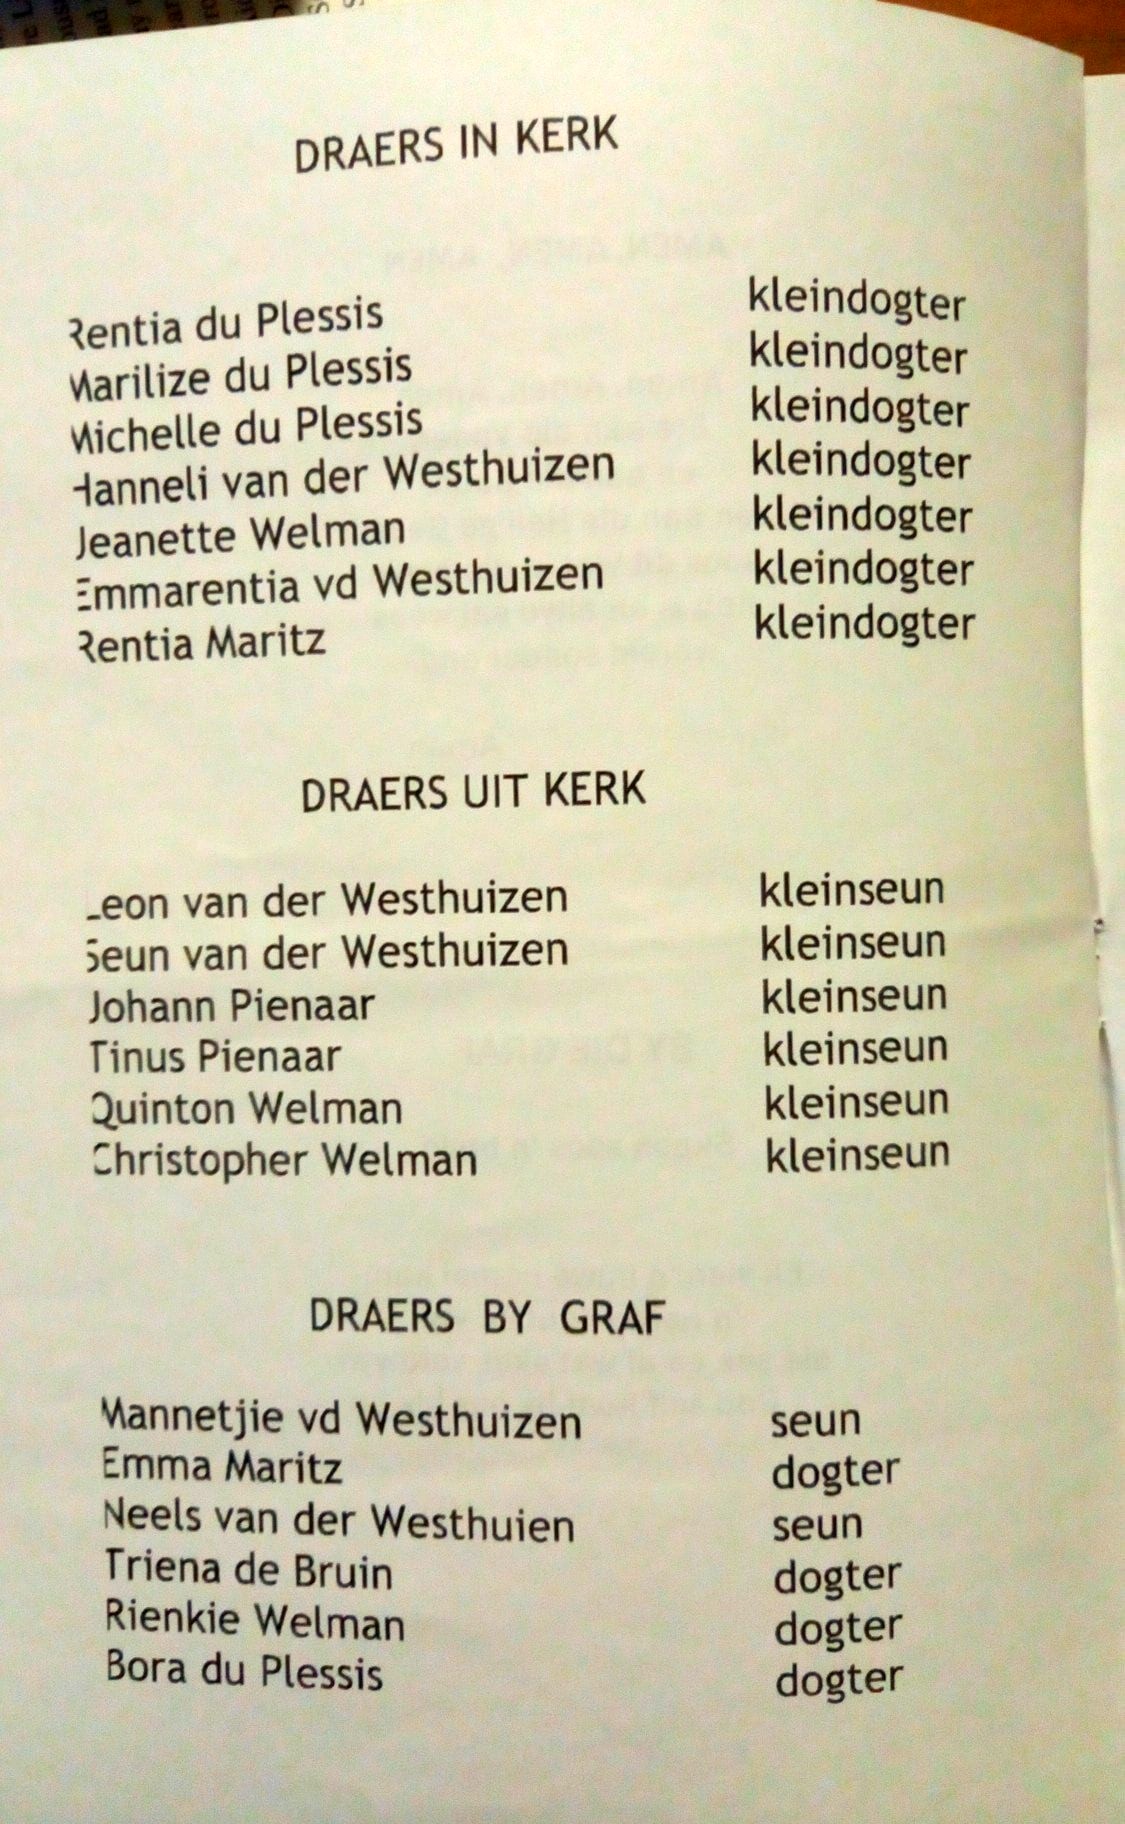 DRAERS IN KERK
Rentia du Plessis kleindogter
Marilize du Plessis kleindogter
Michelle du Plessis kleindogter
Hanneli van der Westhuizen kleindogter
Jeanette Welman kleindogter
Emmarentia vd Westhuizen kleindogter
Rentia Maritz kleindogter
DRAERS UIT KERK
Leon van der Westhuizen kleinseun
Seun van der Westhuizen kleinseun
Johann Pienaar kleinseun
Tinus Pienaar kleinseun
Quinton Welman kleinseun
Christopher Welman kleinseun
DRAERS BY GRAF
Mannetjie vd Westhuizen seun
Emma Maritz dogter
Neels van der Westhuien seun
Triena de Bruin dogter
Rienkie Welman dogter
Bora du Plessis dogter